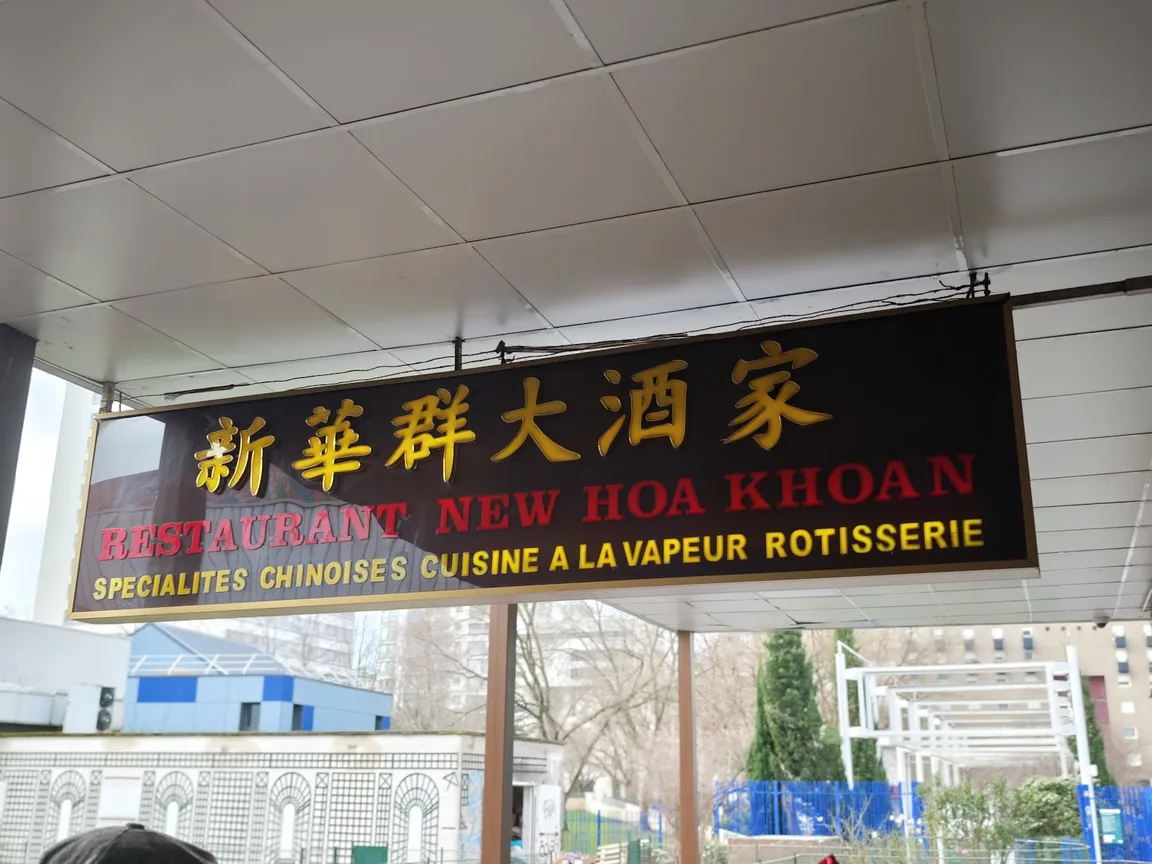 新華群大酒家
RESTAURANT NEW HOA KHOAN
SPECIALITES CHINOISES CUISINE A LA VAPEUR ROTISSERIE